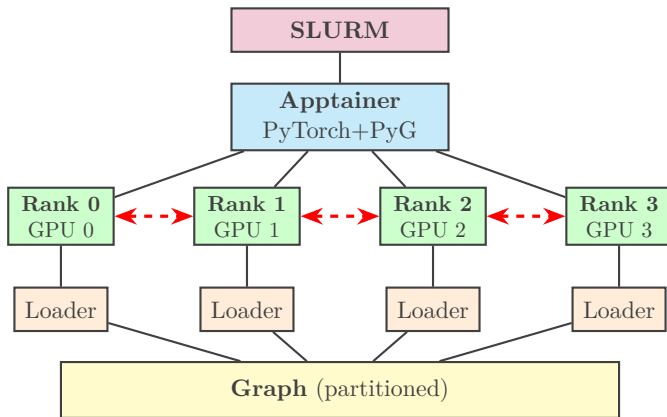 SLURM
Apptainer
PyTorch+PyG
Rank 0
GPU 0
Rank 1
GPU 1
Rank 2
GPU 2
Rank 3
GPU 3
Loader
Loader
Loader
Loader
Graph (partitioned)